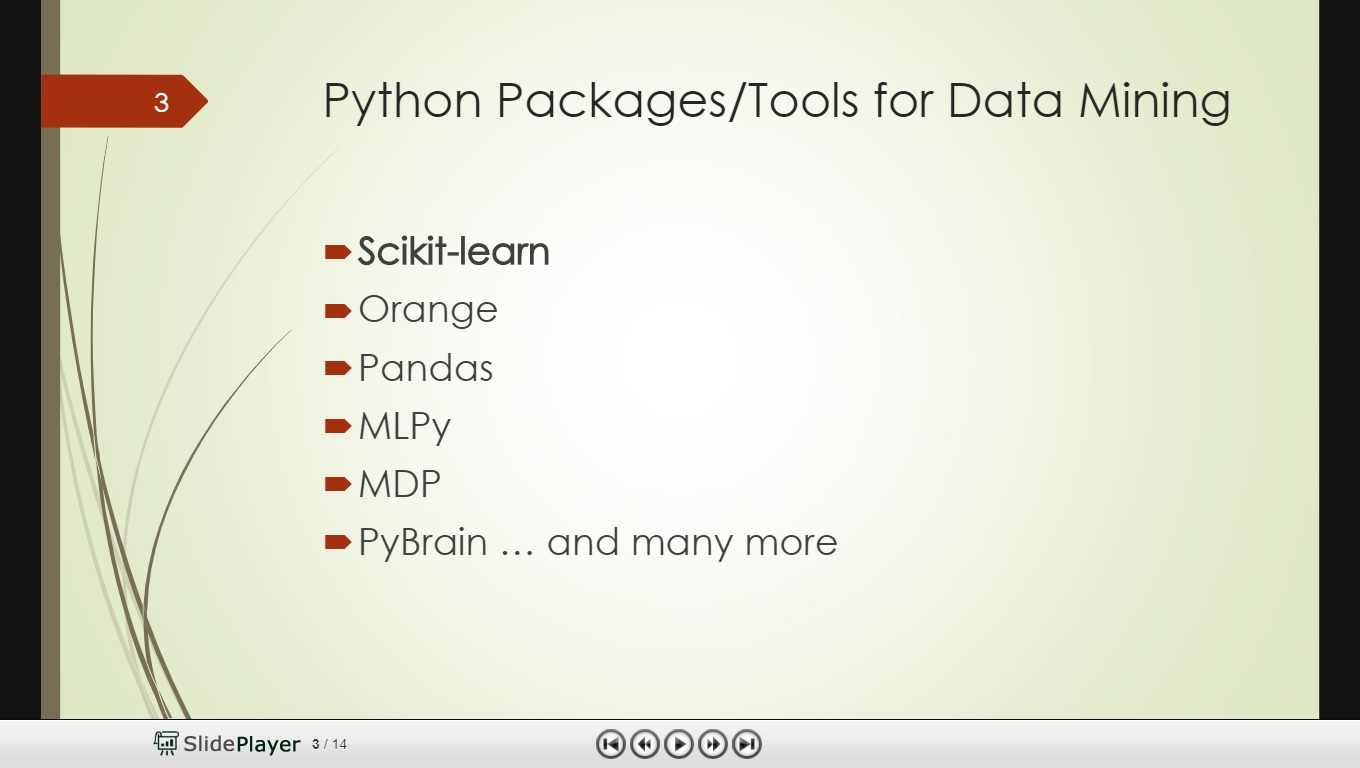 3
Python Packages/Tools for Data Mining
Scikit-learn
Orange
Pandas
MLPy
MDP
PyBrain … and many more
SlidePlayer 3 / 14